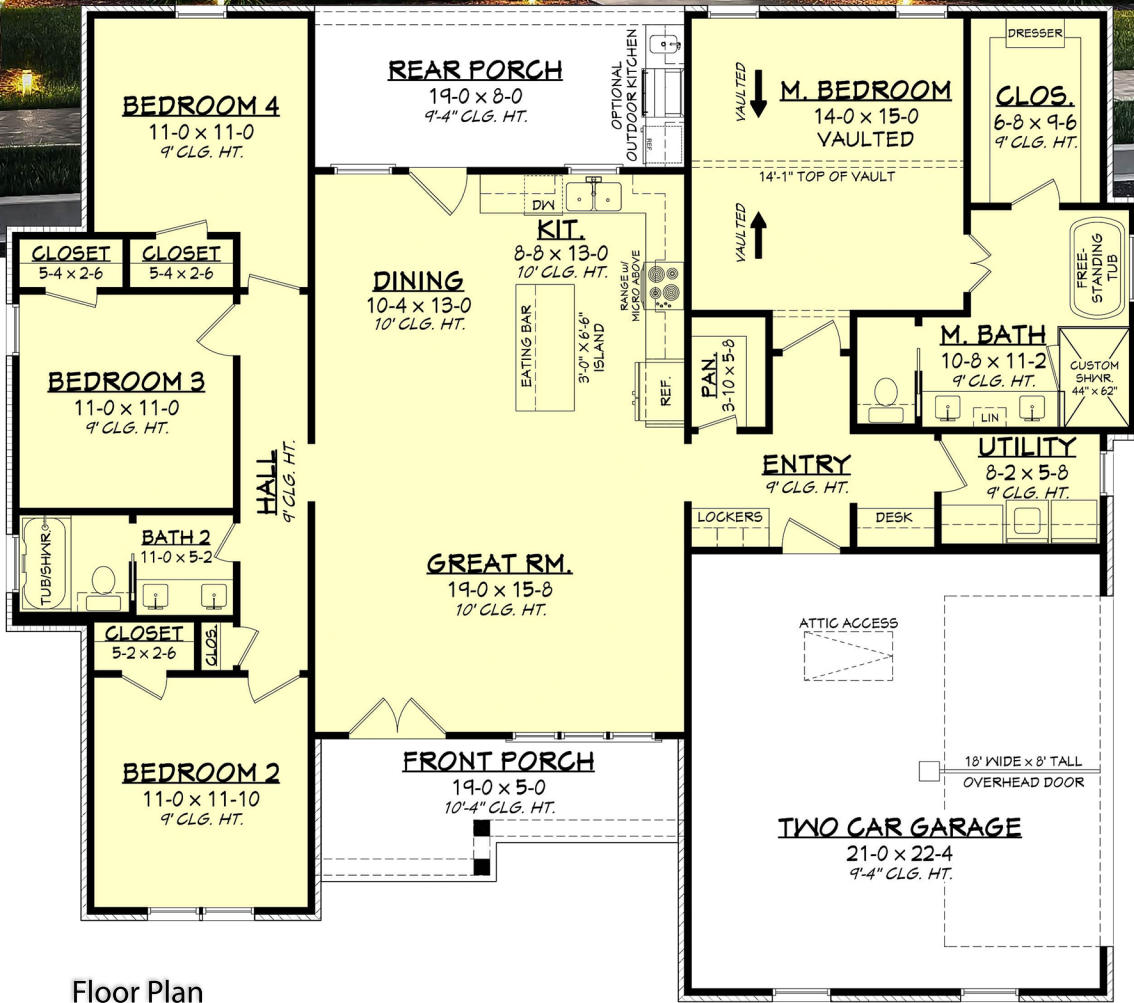 BEDROOM 4
11-0 x 11-0
9' CLG. HT.
REAR PORCH
19-0 x 8-0
9'-4" CLG. HT.
OPTIONAL
OUTDOOR KITCHEN
REF
VAULTED
M. BEDROOM
14-0 x 15-0
VAULTED
14'-1" TOP OF VAULT
VAULTED
DRESSER
CLOS.
6-8 x 9-6
9' CLG. HT.
CLOSET
5-4 x 2-6
CLOSET
5-4 x 2-6
DINING
10-4 x 13-0
10' CLG. HT.
DW
KIT.
8-8 x 13-0
10' CLG. HT.
RANGE w/
MICRO ABOVE
EATING BAR
3'-0" x 6'-6"
ISLAND
REF.
PAN.
3-10 x 5-8
FREE-
STANDING
TUB
M. BATH
10-8 x 11-2
9' CLG. HT.
CUSTOM
SHWR.
44" x 62"
LIN
BEDROOM 3
11-0 x 11-0
9' CLG. HT.
HALL
9' CLG. HT.
ENTRY
9' CLG. HT.
UTILITY
8-2 x 5-8
9' CLG. HT.
LOCKERS
DESK
TUB/SHWR.
BATH 2
11-0 x 5-2
GREAT RM.
19-0 x 15-8
10' CLG. HT.
CLOSET
5-2 x 2-6
CLOS.
ATTIC ACCESS
BEDROOM 2
11-0 x 11-10
9' CLG. HT.
FRONT PORCH
19-0 x 5-0
10'-4" CLG. HT.
18' WIDE x 8' TALL
OVERHEAD DOOR
TWO CAR GARAGE
21-0 x 22-4
9'-4" CLG. HT.
Floor Plan